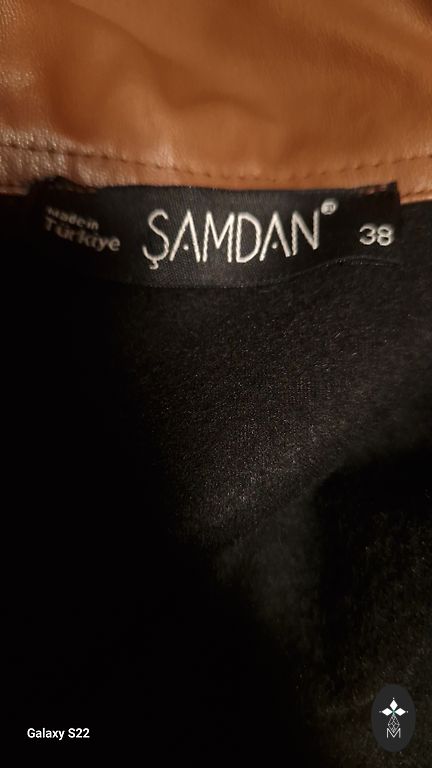 Made in
Türkiye
ŞAMDAN®
38
Galaxy S22
M